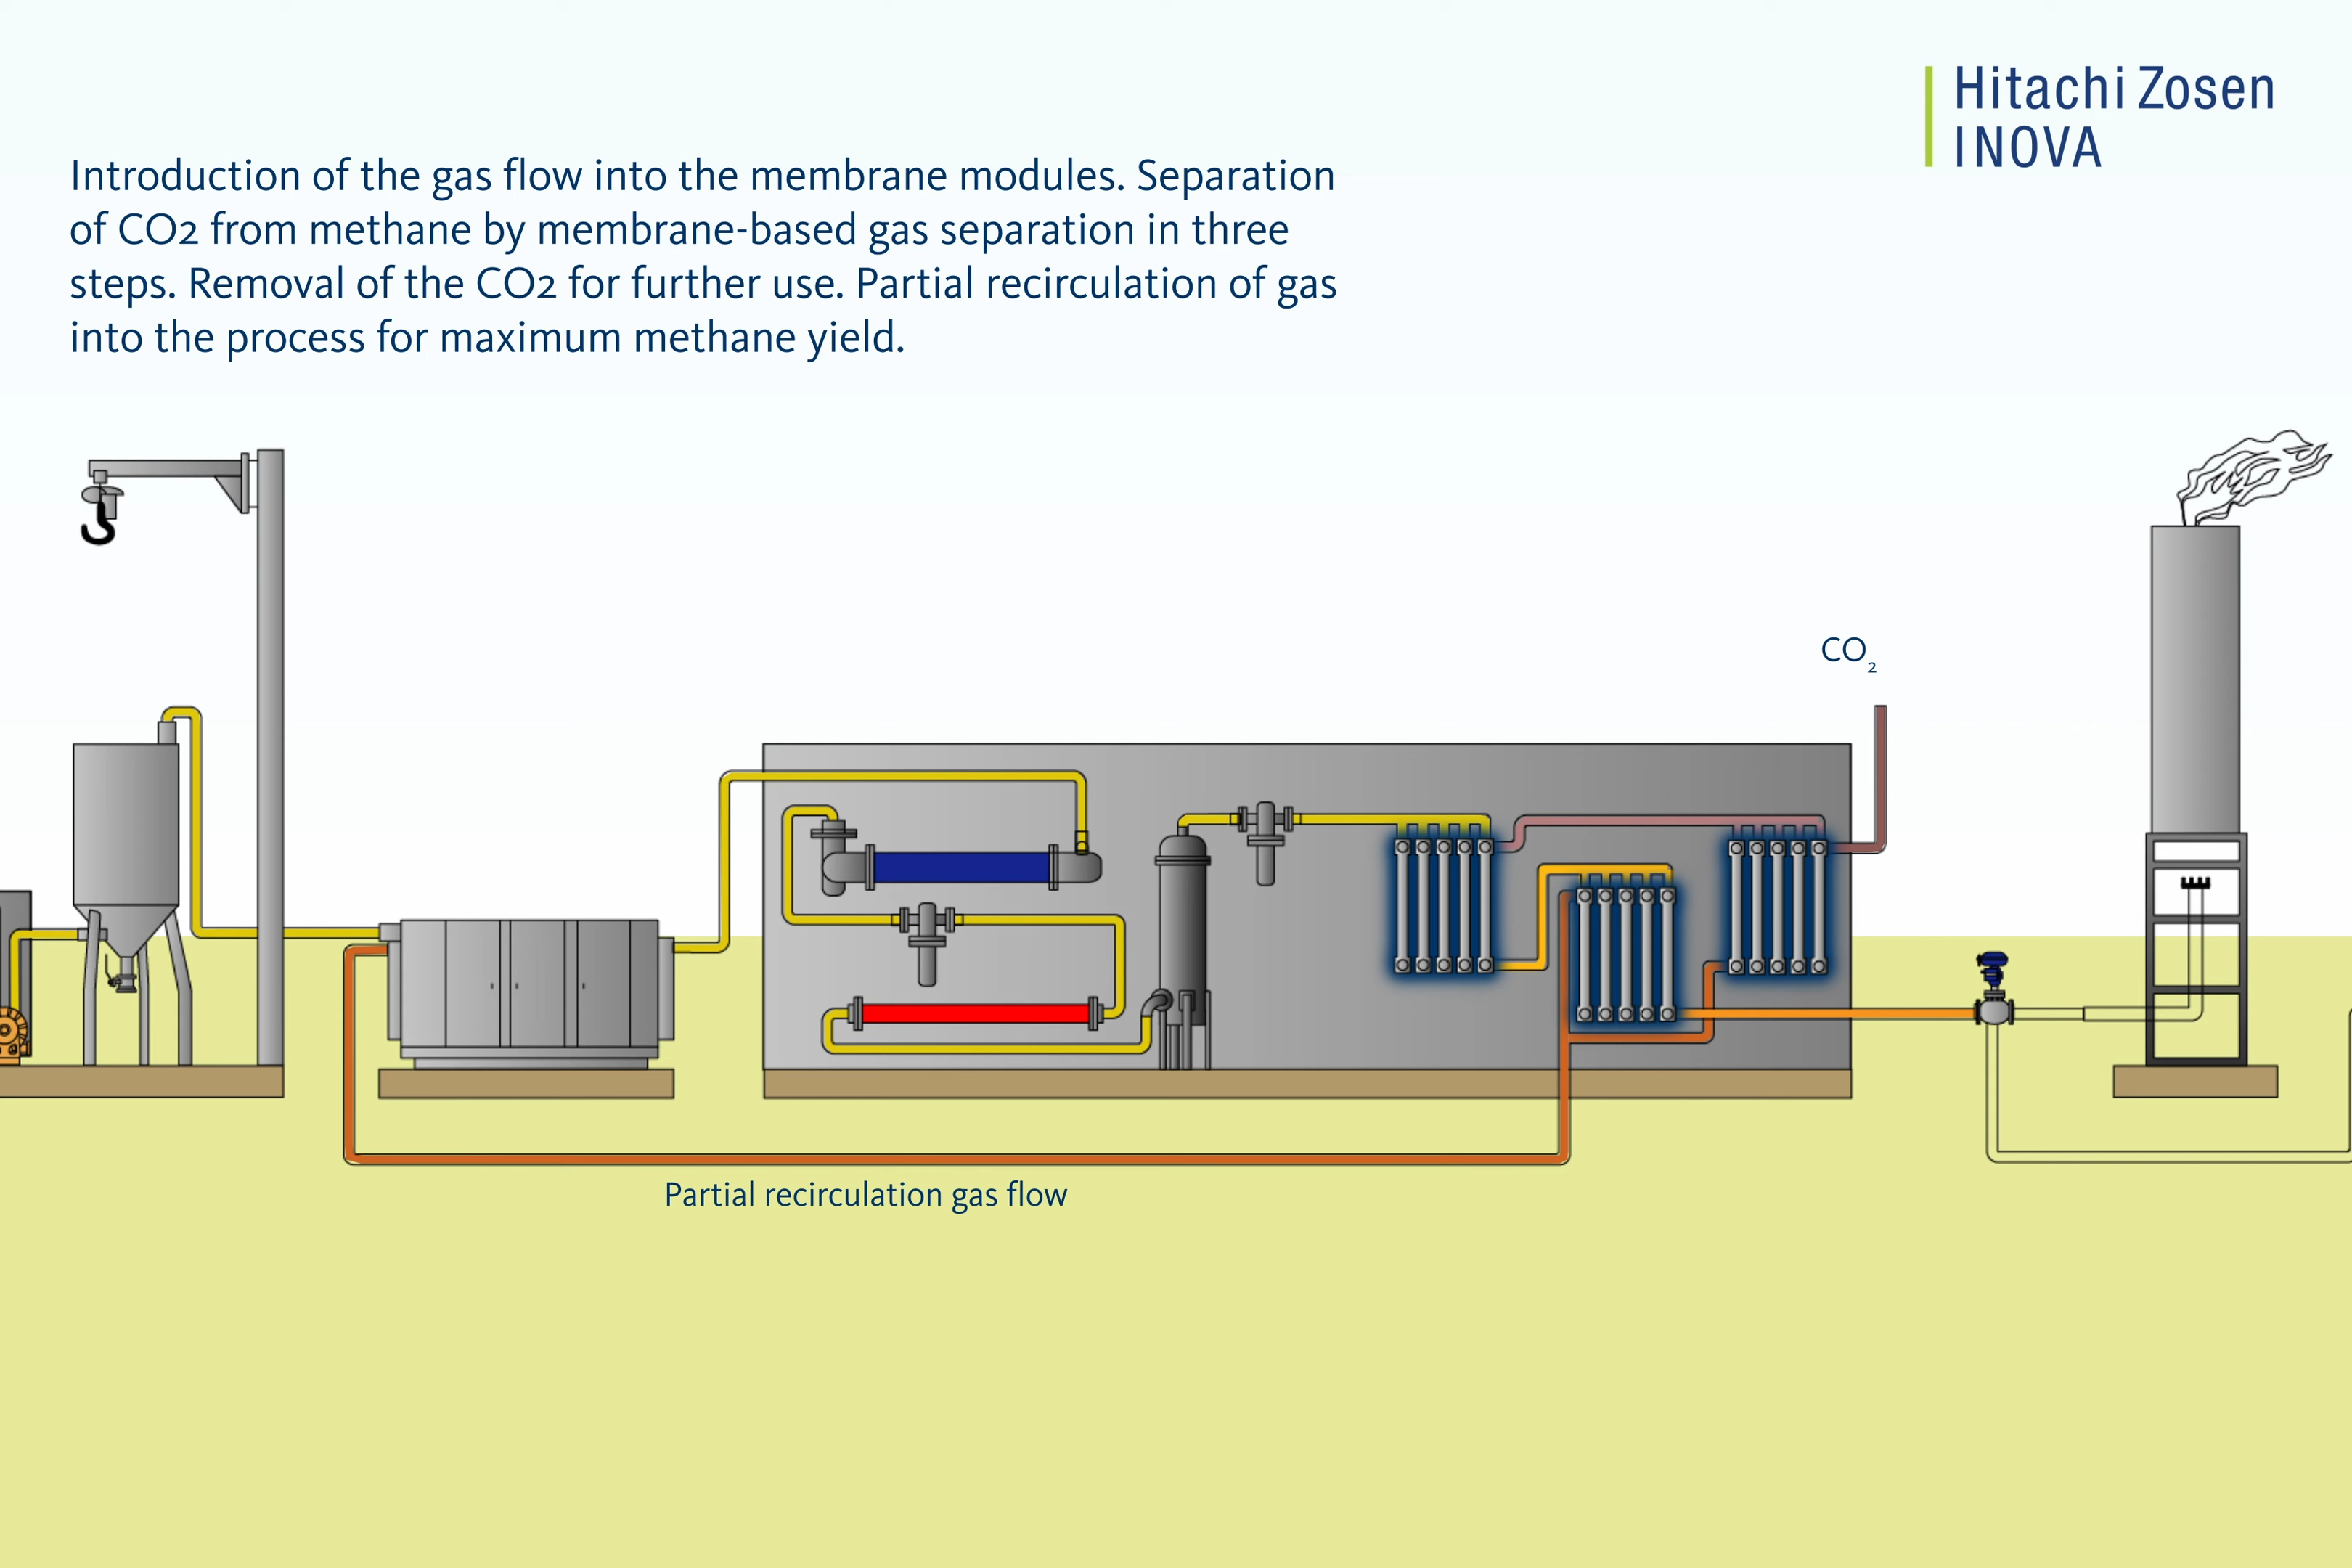 Hitachi Zosen
INOVA
Introduction of the gas flow into the membrane modules. Separation
of CO2 from methane by membrane-based gas separation in three
steps. Removal of the CO2 for further use. Partial recirculation of gas
into the process for maximum methane yield.
CO₂
Partial recirculation gas flow